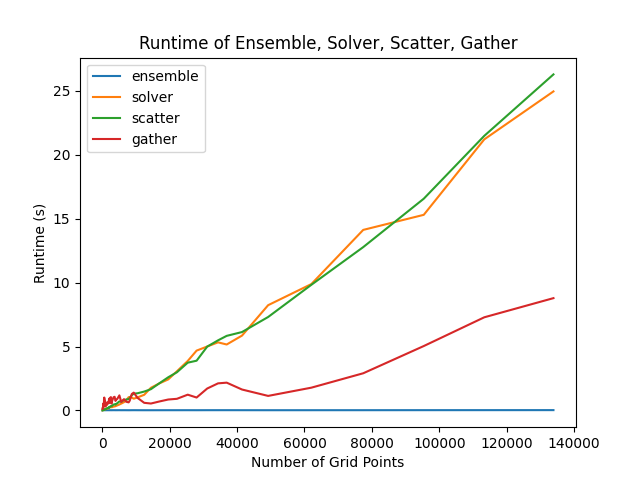 Runtime of Ensemble, Solver, Scatter, Gather
ensemble
solver
scatter
gather
25
20
15
10
5
0
Runtime (s)
0 20000 40000 60000 80000 100000 120000 140000
Number of Grid Points